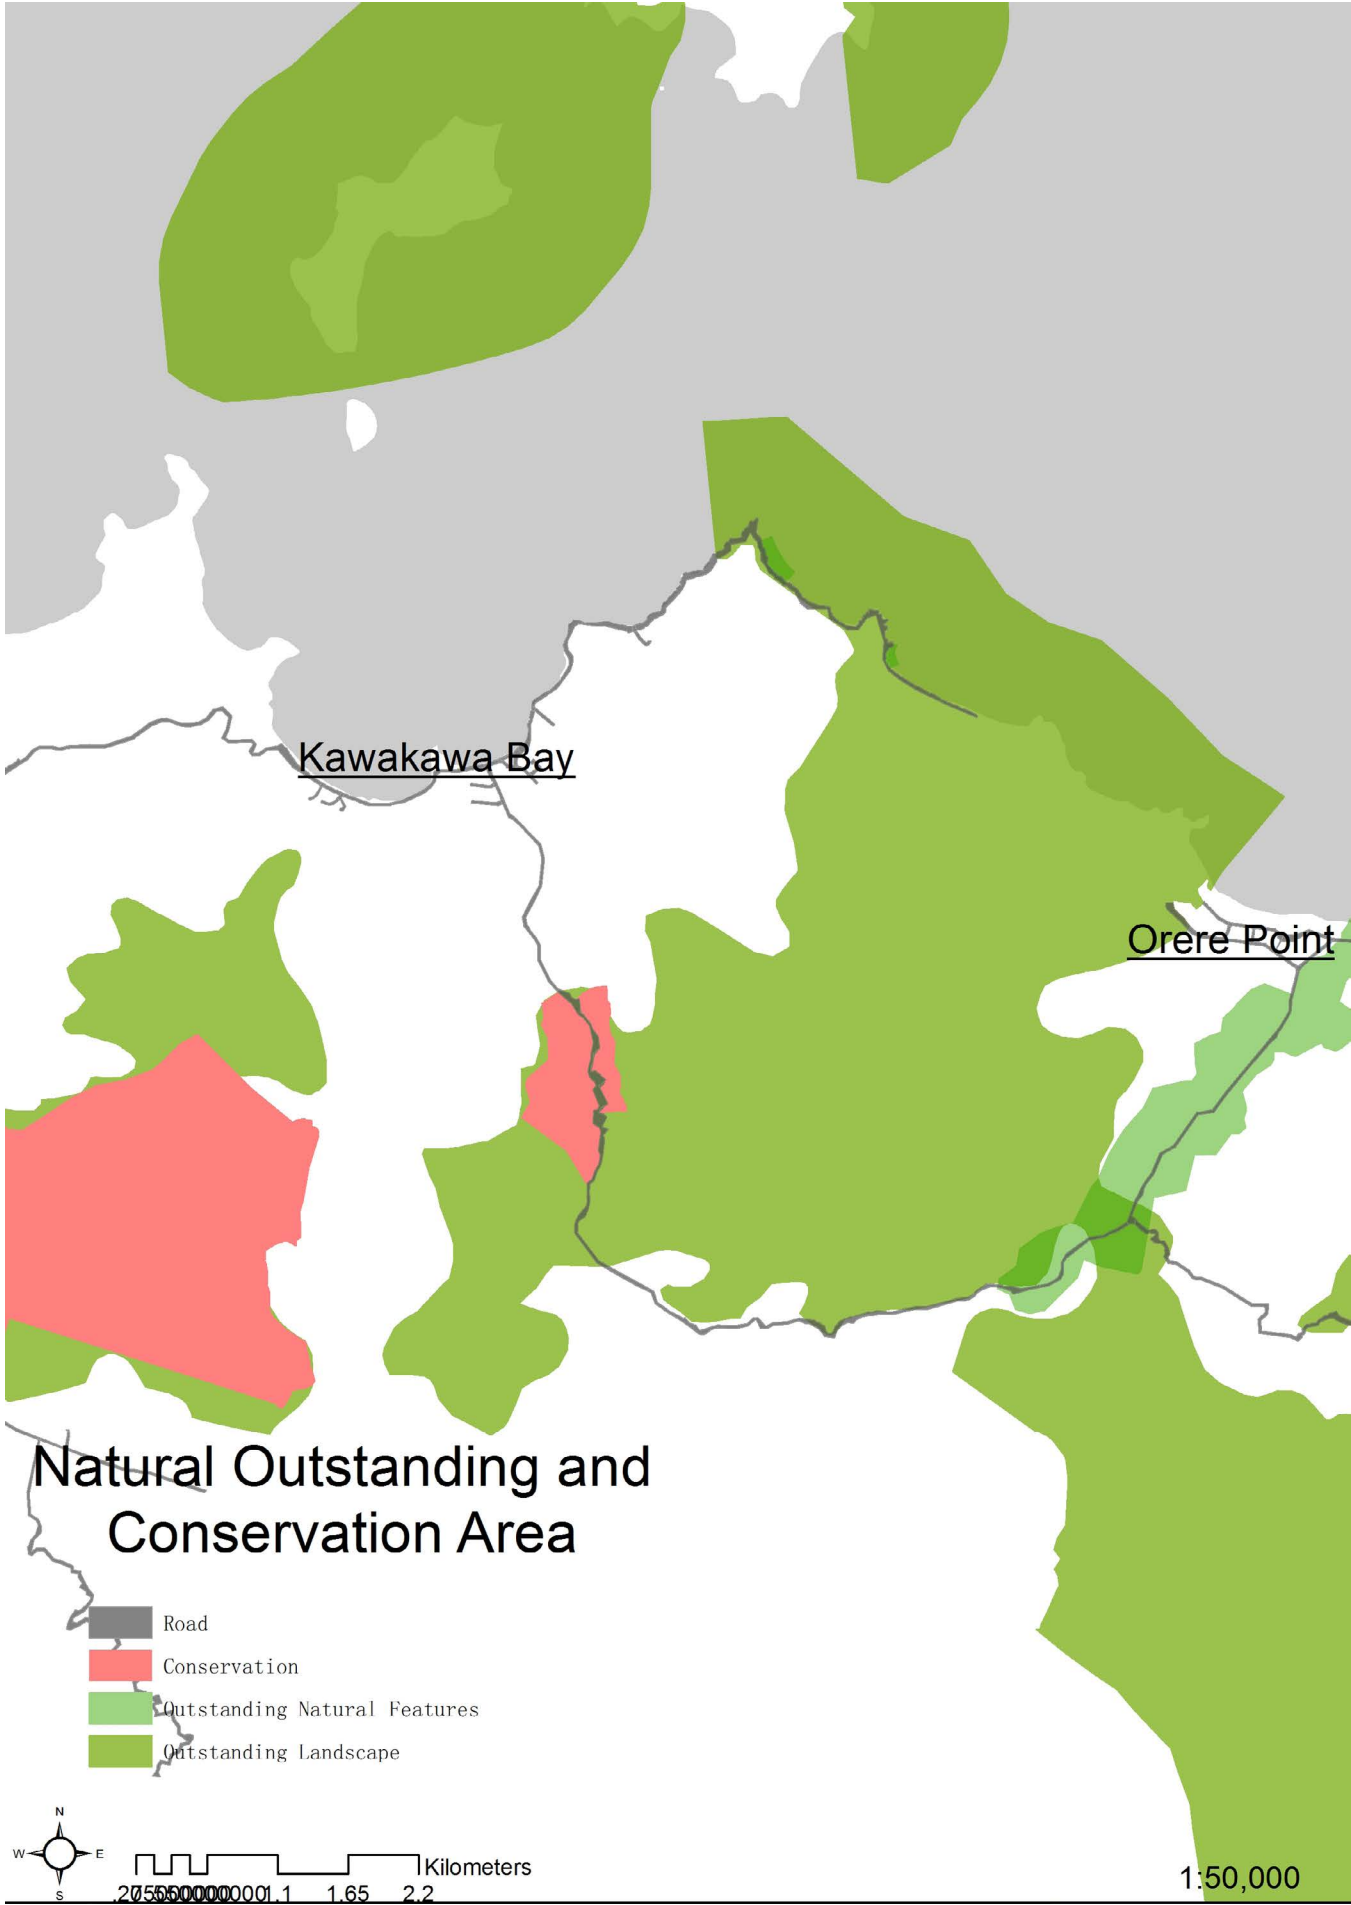 Kawakawa Bay
Orere Point
Natural Outstanding and
Conservation Area
Road
Conservation
Outstanding Natural Features
Outstanding Landscape
N
W E
S
Kilometers
1.1 1.65 2.2
1:50,000